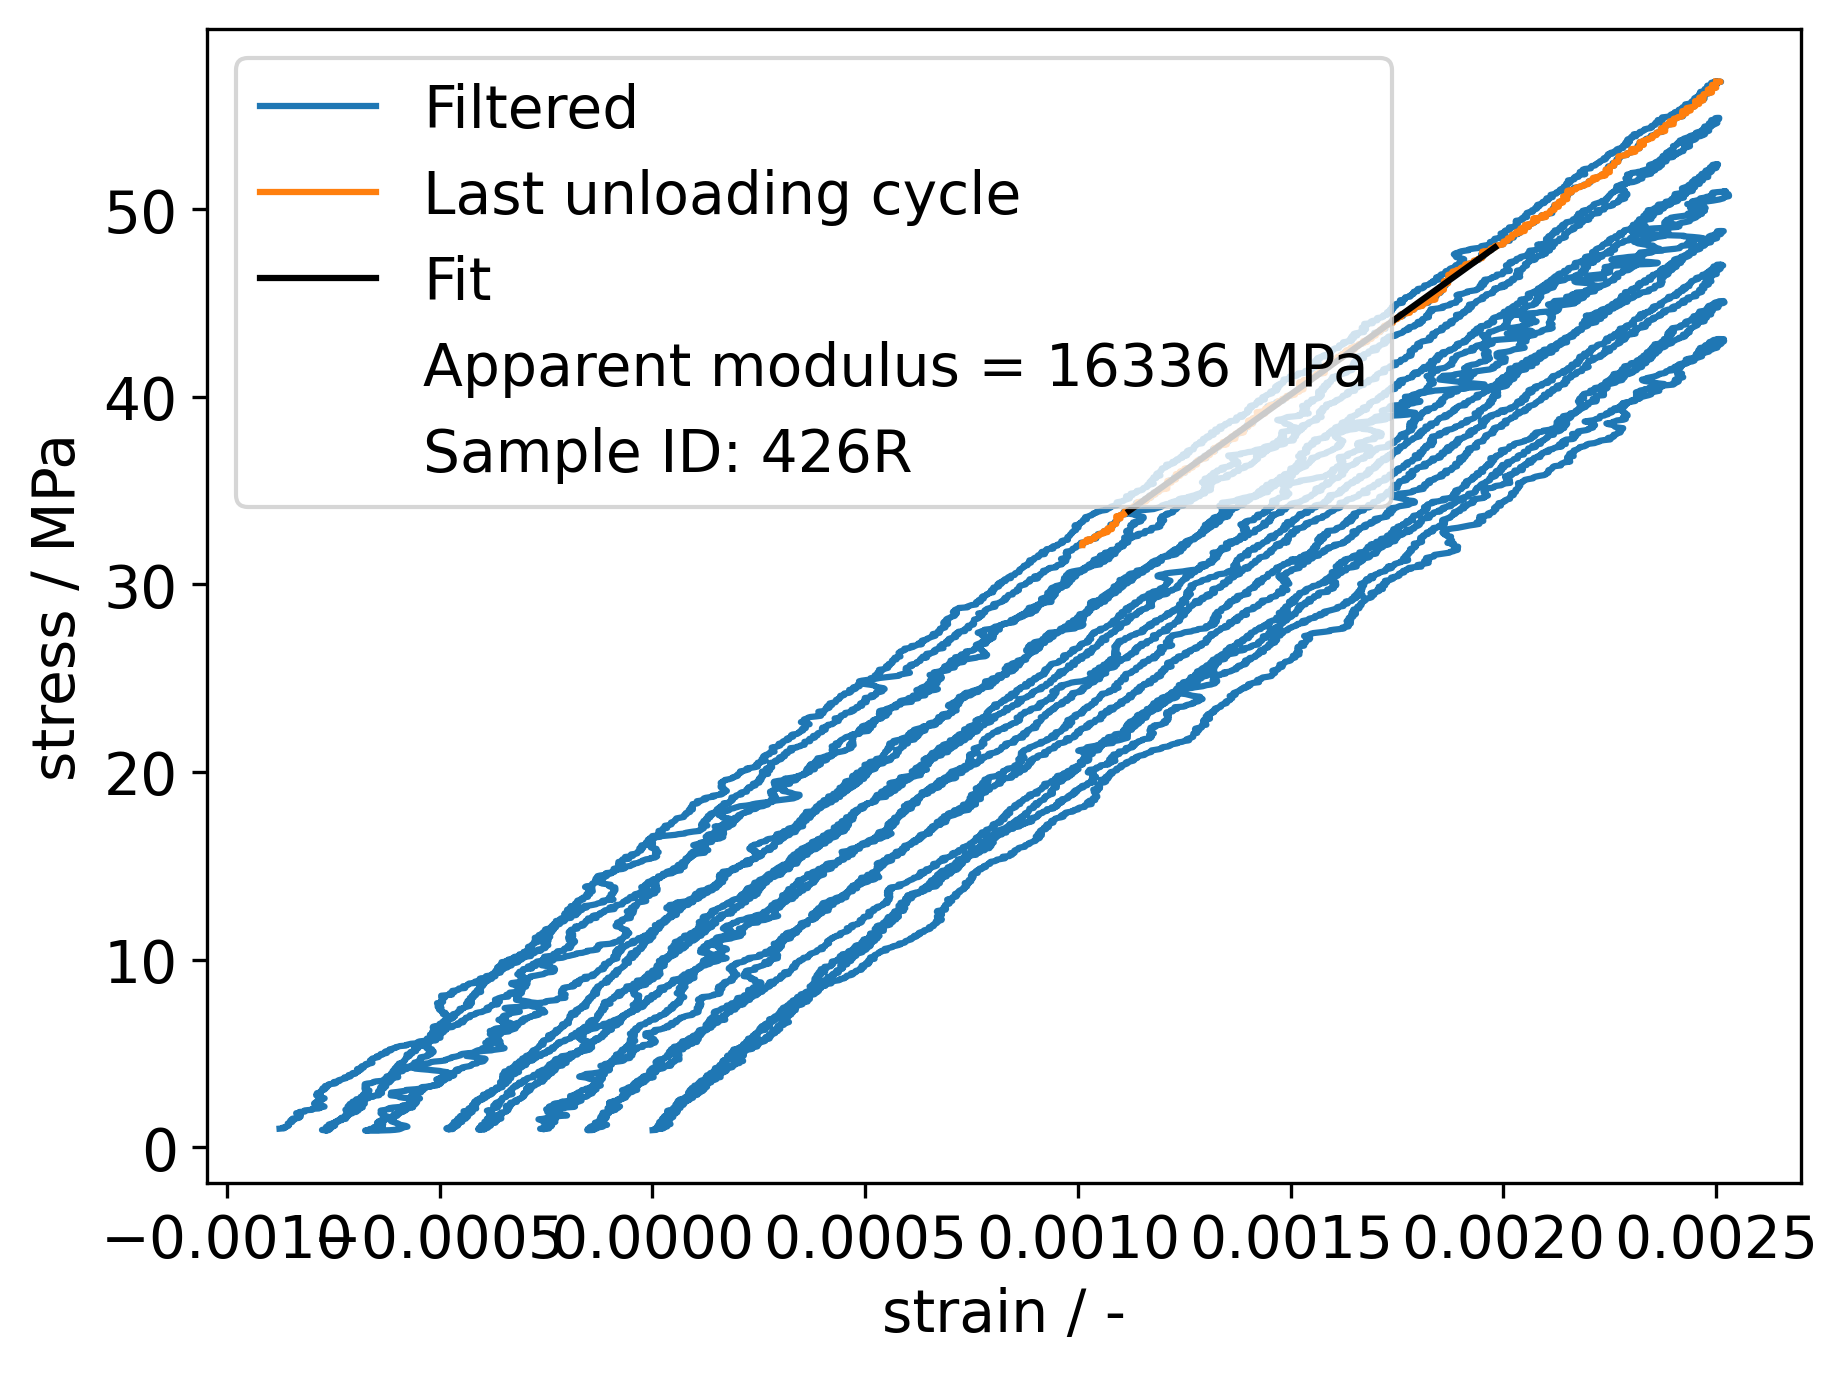 Filtered
Last unloading cycle
Fit
Apparent modulus = 16336 MPa
Sample ID: 426R
stress / MPa
50
40
30
20
10
0
−0.0010 −0.0005 0.0000 0.0005 0.0010 0.0015 0.0020 0.0025
strain / -